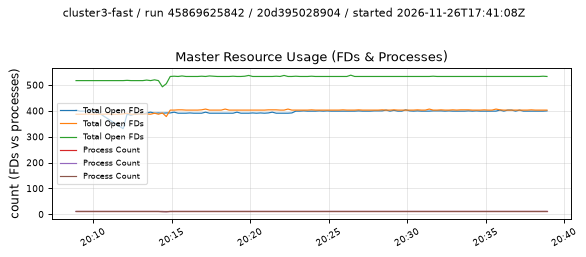 cluster3-fast / run 45869625842 / 20d395028904 / started 2026-11-26T17:41:08Z
Master Resource Usage (FDs & Processes)
count (FDs vs processes)
500
400
300
200
100
0
Total Open FDs
Total Open FDs
Total Open FDs
Process Count
Process Count
Process Count
20:10
20:15
20:20
20:25
20:30
20:35
20:40